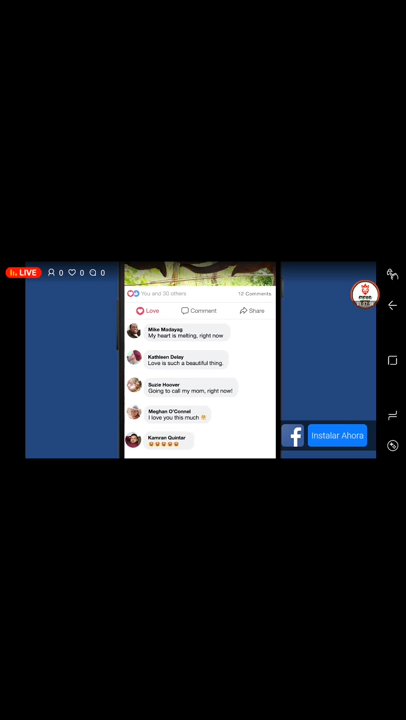 LIVE 0 0 0
You and 30 others 12 Comments
Love Comment Share
Mike Madayag
My heart is melting, right now
Kathleen Delay
Love is such a beautiful thing.
Suzie Hoover
Going to call my mom, right now!
Meghan O'Connel
I love you this much 😊
Kamran Quintar
😍😍😍😍😍
Instalar Ahora